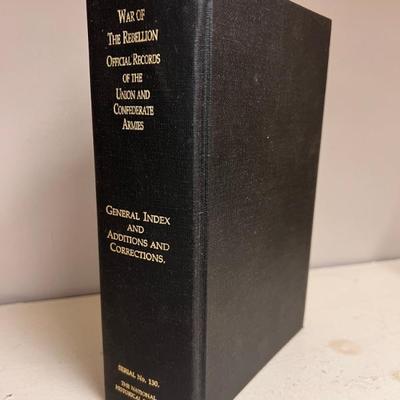 WAR OF
THE REBELLION
OFFICIAL RECORDS
OF THE
UNION AND
CONFEDERATE
ARMIES
GENERAL INDEX
AND
ADDITIONS AND
CORRECTIONS.
SERIAL No. 130.
THE NATIONAL
HISTORICAL